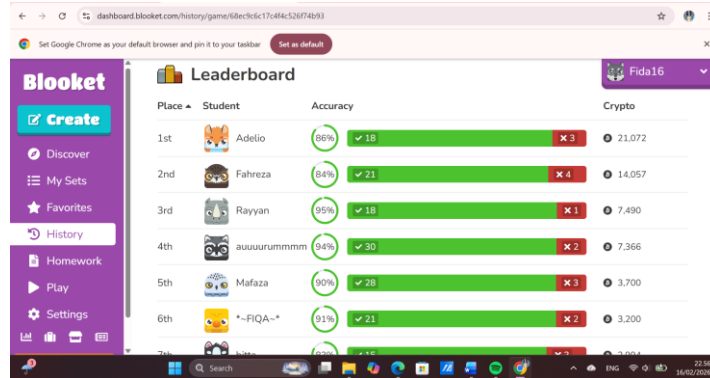 dashboard.blooket.com/history/game/68ec9c6c17c4f4c526f74b93
Set Google Chrome as your default browser and pin it to your taskbar Set as default
Blooket
Create
Discover
My Sets
Favorites
History
Homework
Play
Settings
Leaderboard
Fida16
Place Student Accuracy Crypto
1st Adelio 86% 18 3 21,072
2nd Fahreza 84% 21 4 14,057
3rd Rayyan 95% 18 1 7,490
4th auuuurummmm 94% 30 2 7,366
5th Mafaza 90% 28 3 3,700
6th *~FIQA~* 91% 21 2 3,200
7th
Search
ENG
22.58
16/02/2026